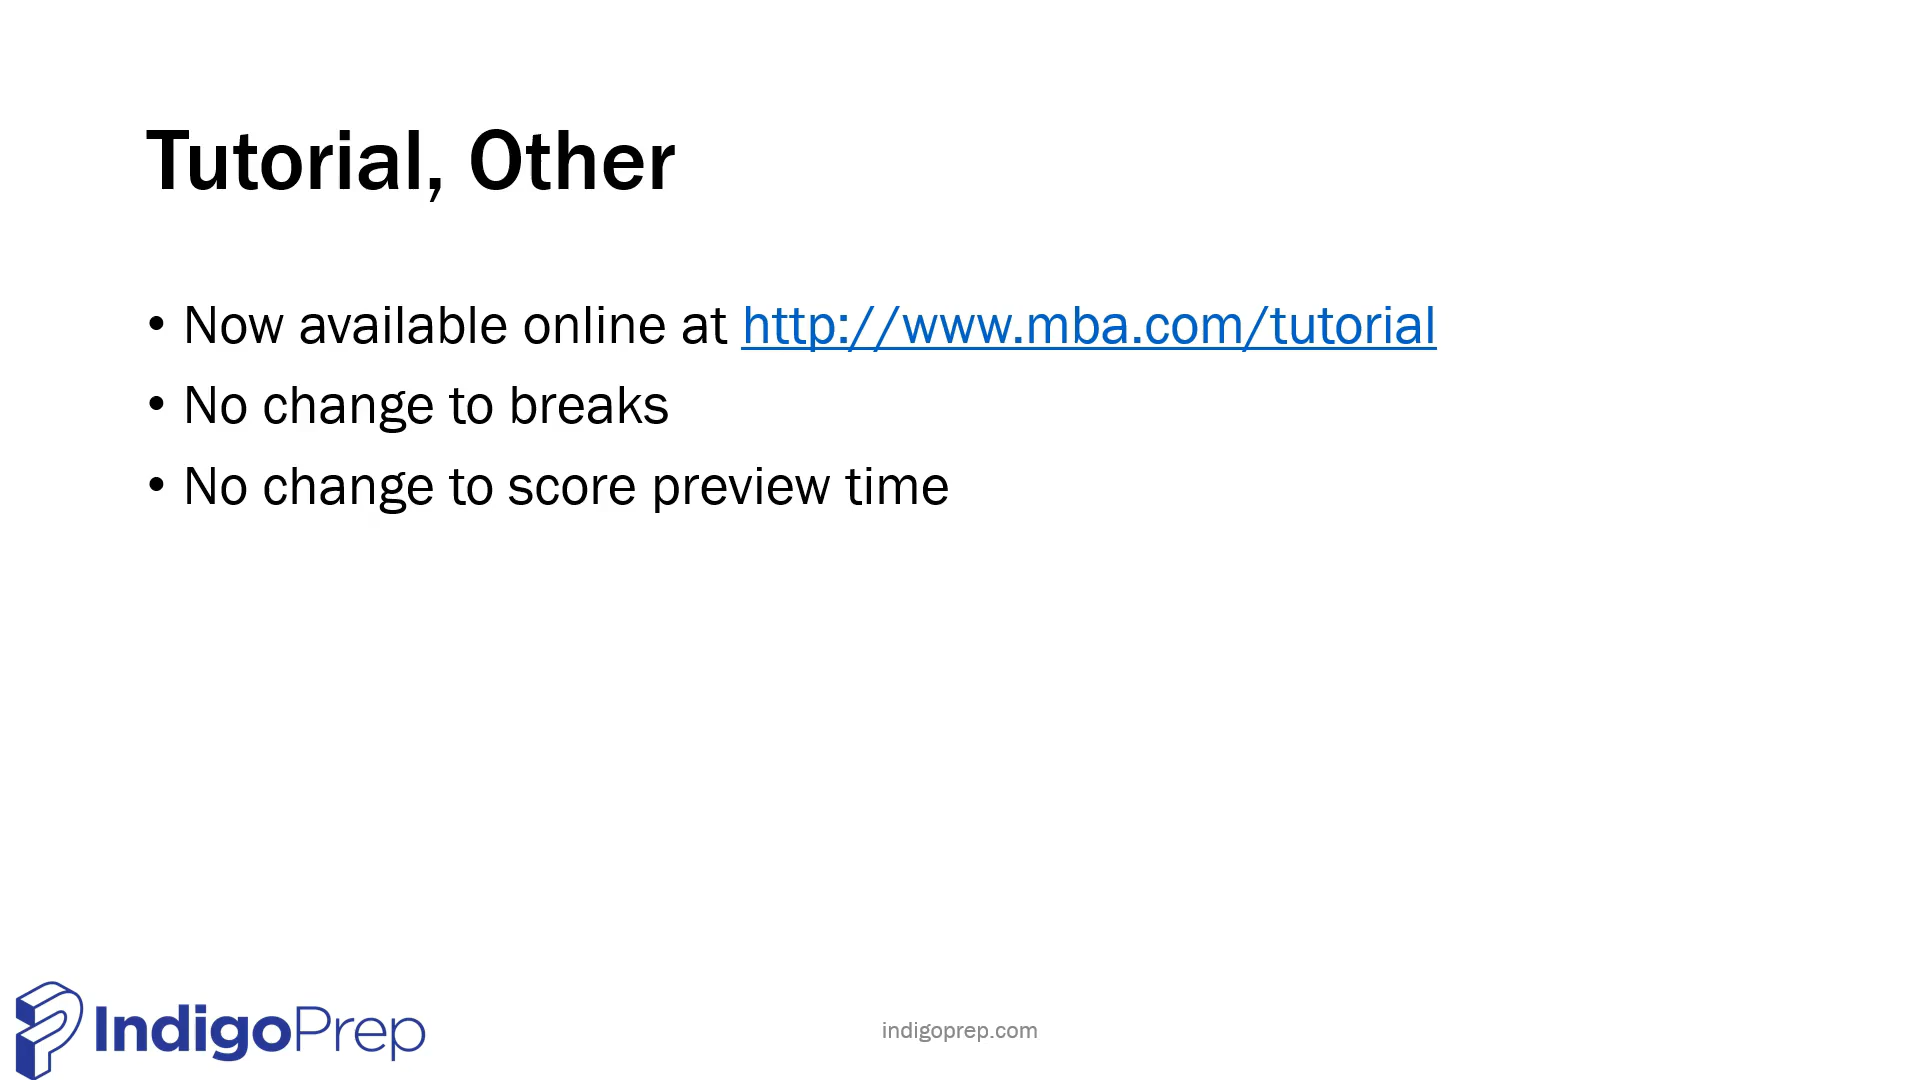 Tutorial, Other
• Now available online at http://www.mba.com/tutorial
• No change to breaks
• No change to score preview time
IndigoPrep
indigoprep.com